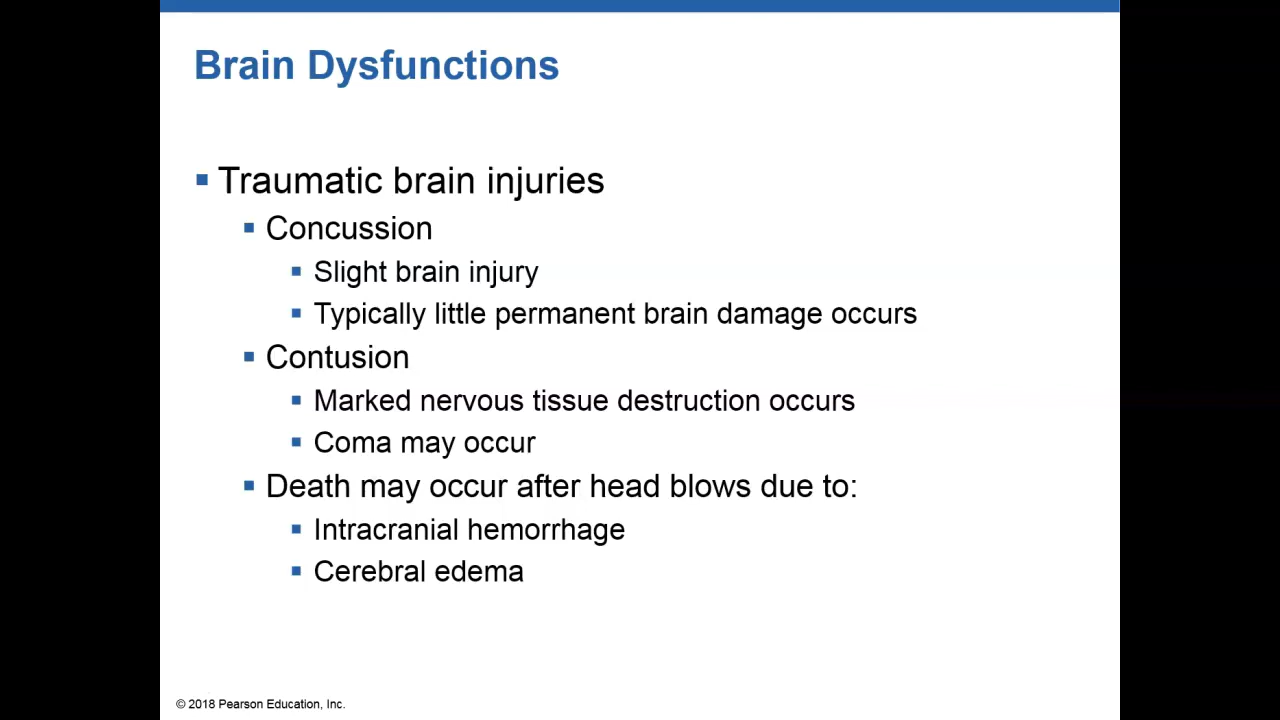 Brain Dysfunctions
▪ Traumatic brain injuries
▪ Concussion
▪ Slight brain injury
▪ Typically little permanent brain damage occurs
▪ Contusion
▪ Marked nervous tissue destruction occurs
▪ Coma may occur
▪ Death may occur after head blows due to:
▪ Intracranial hemorrhage
▪ Cerebral edema
© 2018 Pearson Education, Inc.